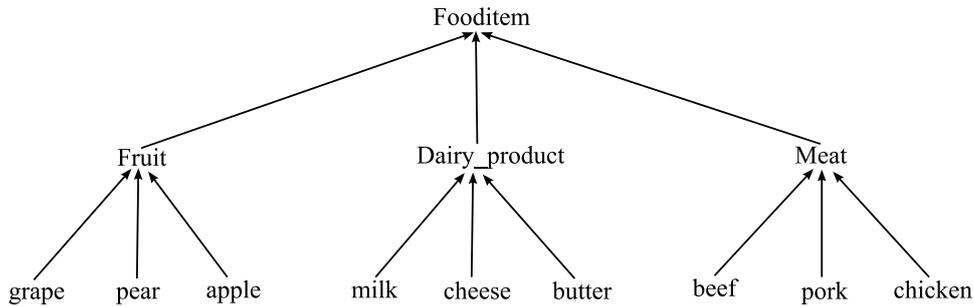 Fooditem
Fruit Dairy_product Meat
grape pear apple milk cheese butter beef pork chicken